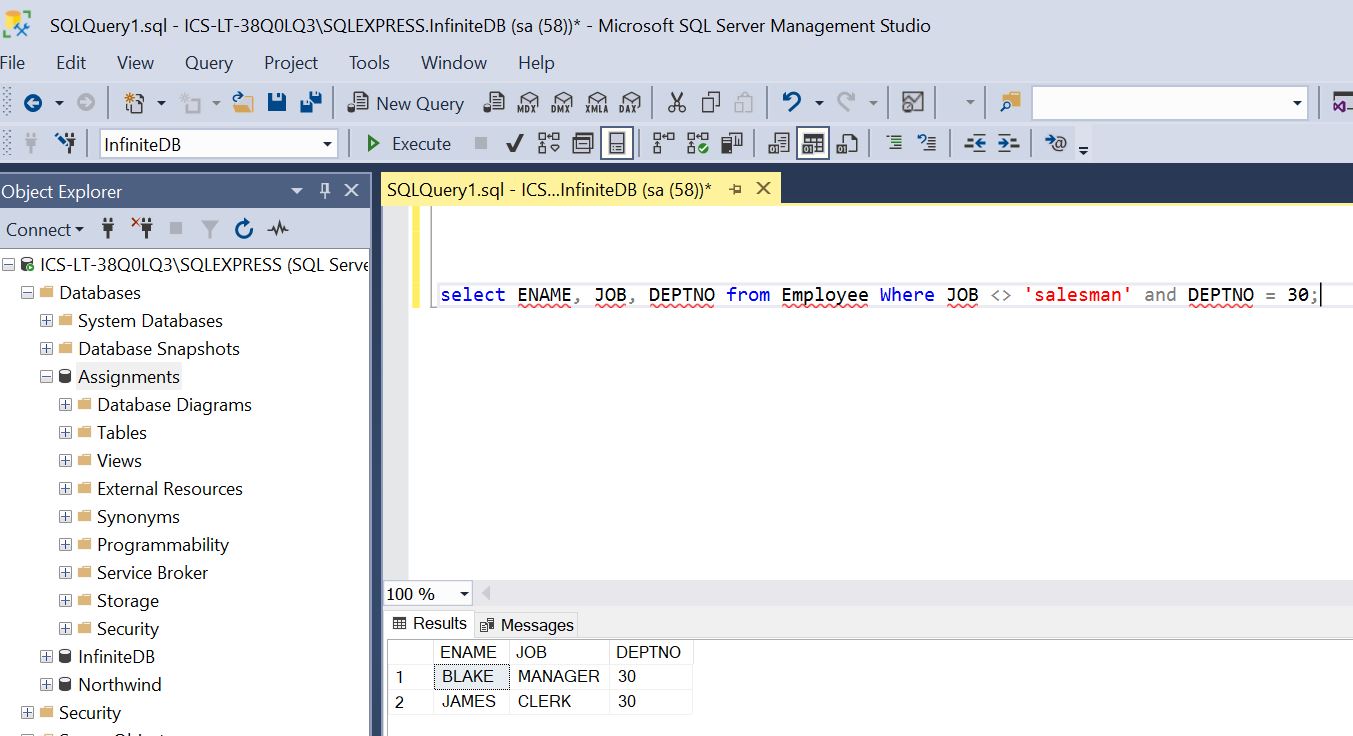 SQLQuery1.sql - ICS-LT-38Q0LQ3\SQLEXPRESS.InfiniteDB (sa (58))* - Microsoft SQL Server Management Studio
File Edit View Query Project Tools Window Help
New Query MDX DMX XMLA DAX
InfiniteDB Execute
Object Explorer
SQLQuery1.sql - ICS...InfiniteDB (sa (58))*
Connect
ICS-LT-38Q0LQ3\SQLEXPRESS (SQL Serve
Databases
System Databases
Database Snapshots
Assignments
Database Diagrams
Tables
Views
External Resources
Synonyms
Programmability
Service Broker
Storage
Security
InfiniteDB
Northwind
Security
select ENAME, JOB, DEPTNO from Employee Where JOB <> 'salesman' and DEPTNO = 30;
100 %
Results Messages
ENAME JOB DEPTNO
1 BLAKE MANAGER 30
2 JAMES CLERK 30